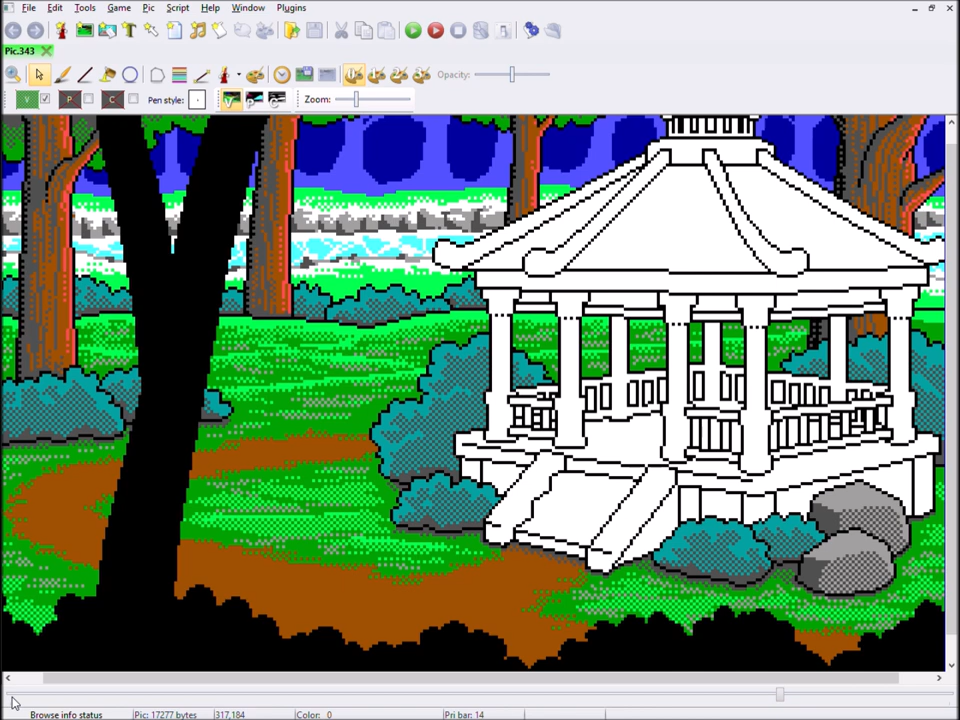 File Edit Tools Game Pic Script Help Window Plugins
Pic.343
Opacity:
V P C Pen style: V P C Zoom:
Browse info status Pic: 17277 bytes 317,184 Color: 0 Pri bar: 14